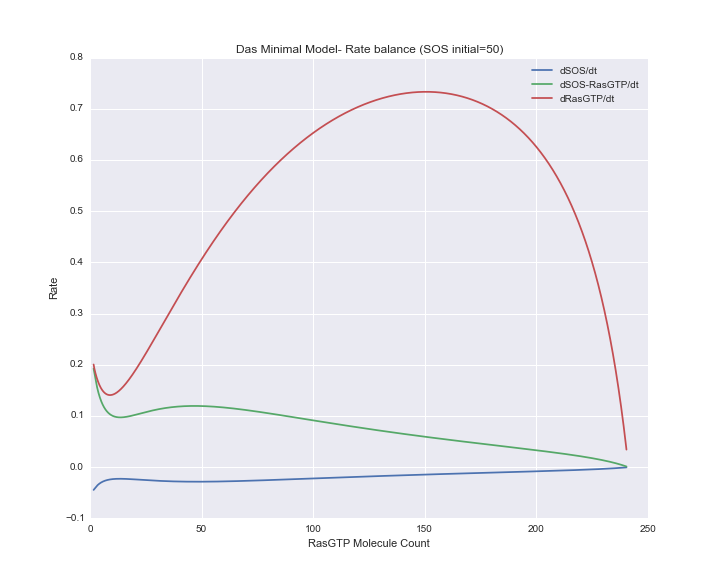 Das Minimal Model- Rate balance (SOS initial=50)
0.8
0.7
0.6
0.5
0.4
0.3
0.2
0.1
0.0
−0.1
Rate
dSOS/dt
dSOS-RasGTP/dt
dRasGTP/dt
0 50 100 150 200 250
RasGTP Molecule Count